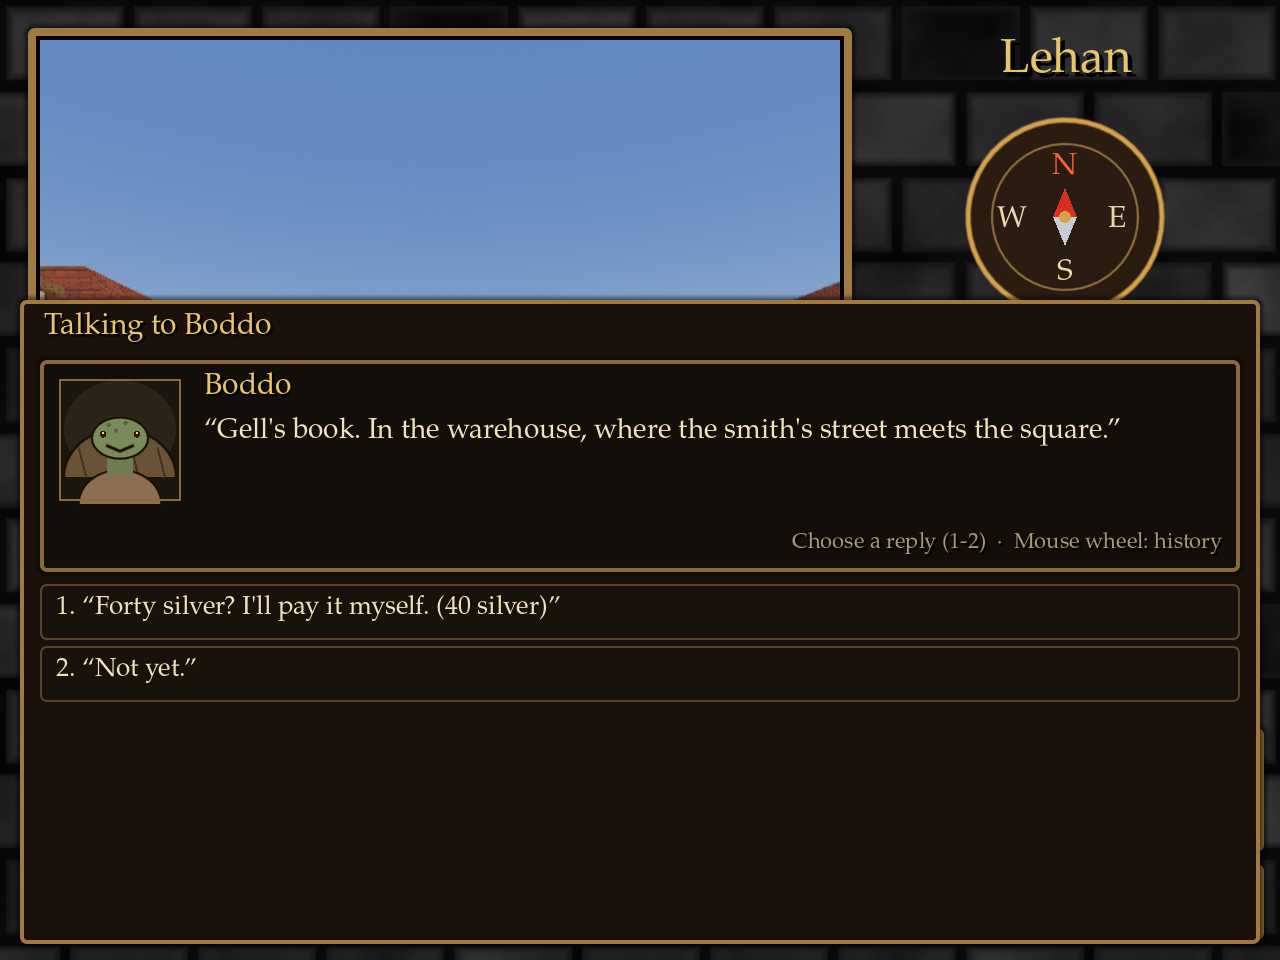 Lehan
N
W E
S
Talking to Boddo
Boddo
“Gell's book. In the warehouse, where the smith's street meets the square.”
Choose a reply (1-2) · Mouse wheel: history
1. “Forty silver? I'll pay it myself. (40 silver)”
2. “Not yet.”